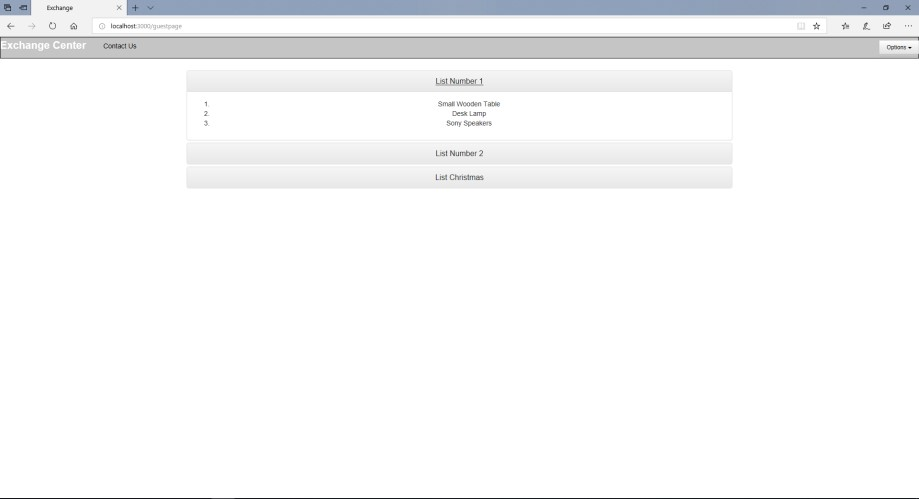 Exchange
localhost:3000/guestpage
Exchange Center Contact Us Options
List Number 1
1. Small Wooden Table
2. Desk Lamp
3. Sony Speakers
List Number 2
List Christmas